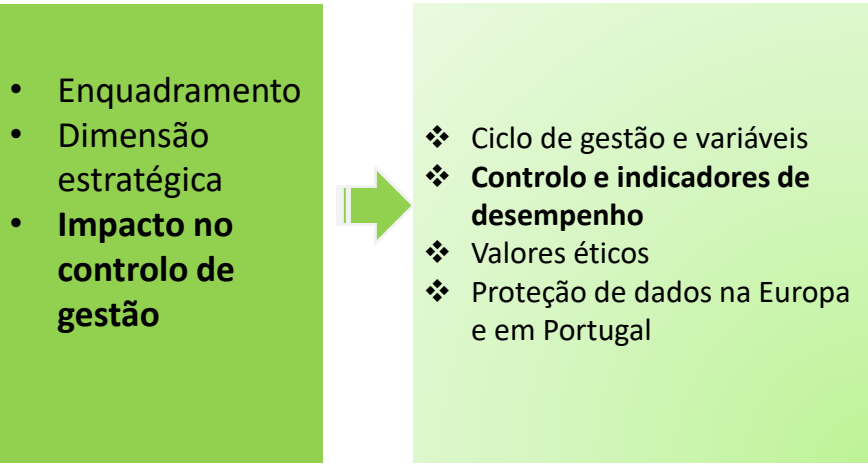 • Enquadramento
• Dimensão
estratégica
• Impacto no
controlo de
gestão
❖ Ciclo de gestão e variáveis
❖ Controlo e indicadores de
desempenho
❖ Valores éticos
❖ Proteção de dados na Europa
e em Portugal